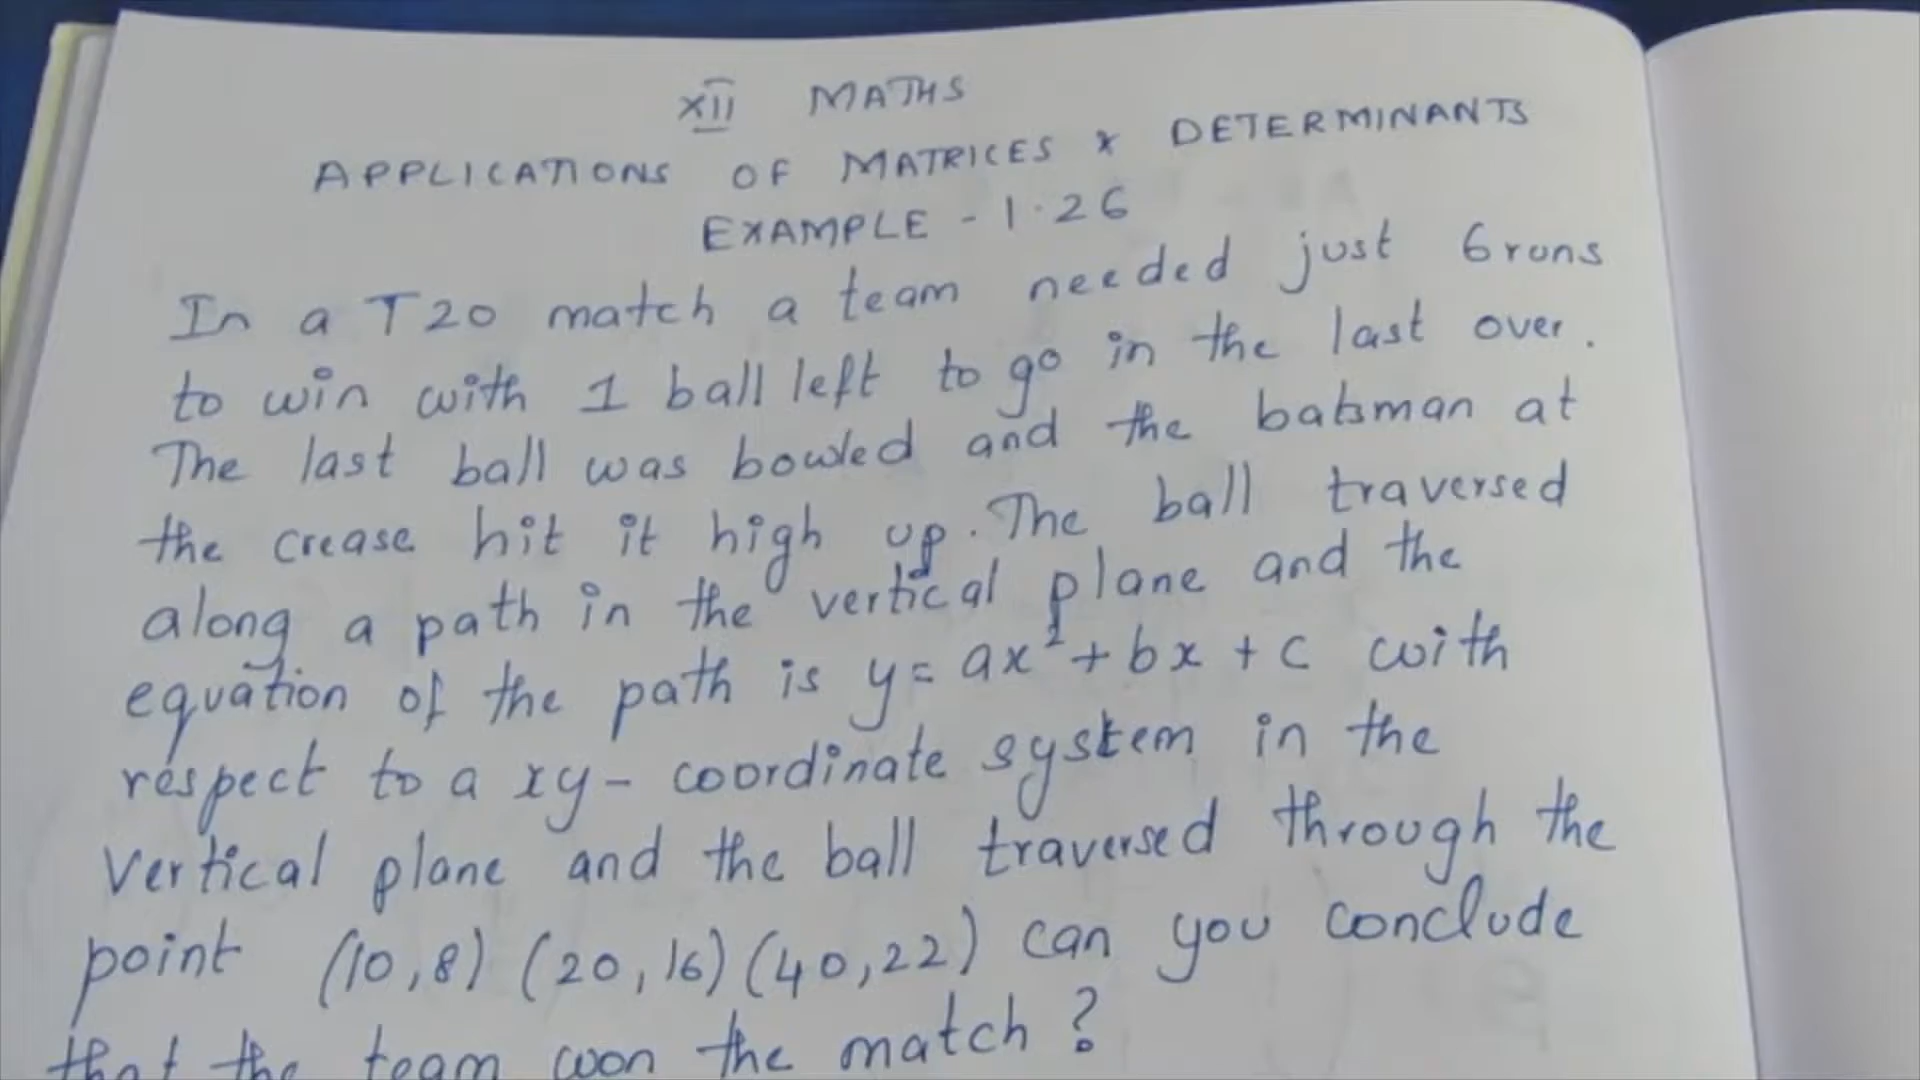 XII MATHS
APPLICATIONS OF MATRICES & DETERMINANTS
EXAMPLE - 1.26
In a T20 match a team needed just 6 runs
to win with 1 ball left to go in the last over.
The last ball was bowled and the batsman at
the crease hit it high up. The ball traversed
along a path in the vertical plane and the
equation of the path is y = ax² + bx + c with
respect to a xy - coordinate system in the
vertical plane and the ball traversed through the
point (10,8) (20,16) (40,22) can you conclude
that the team won the match ?